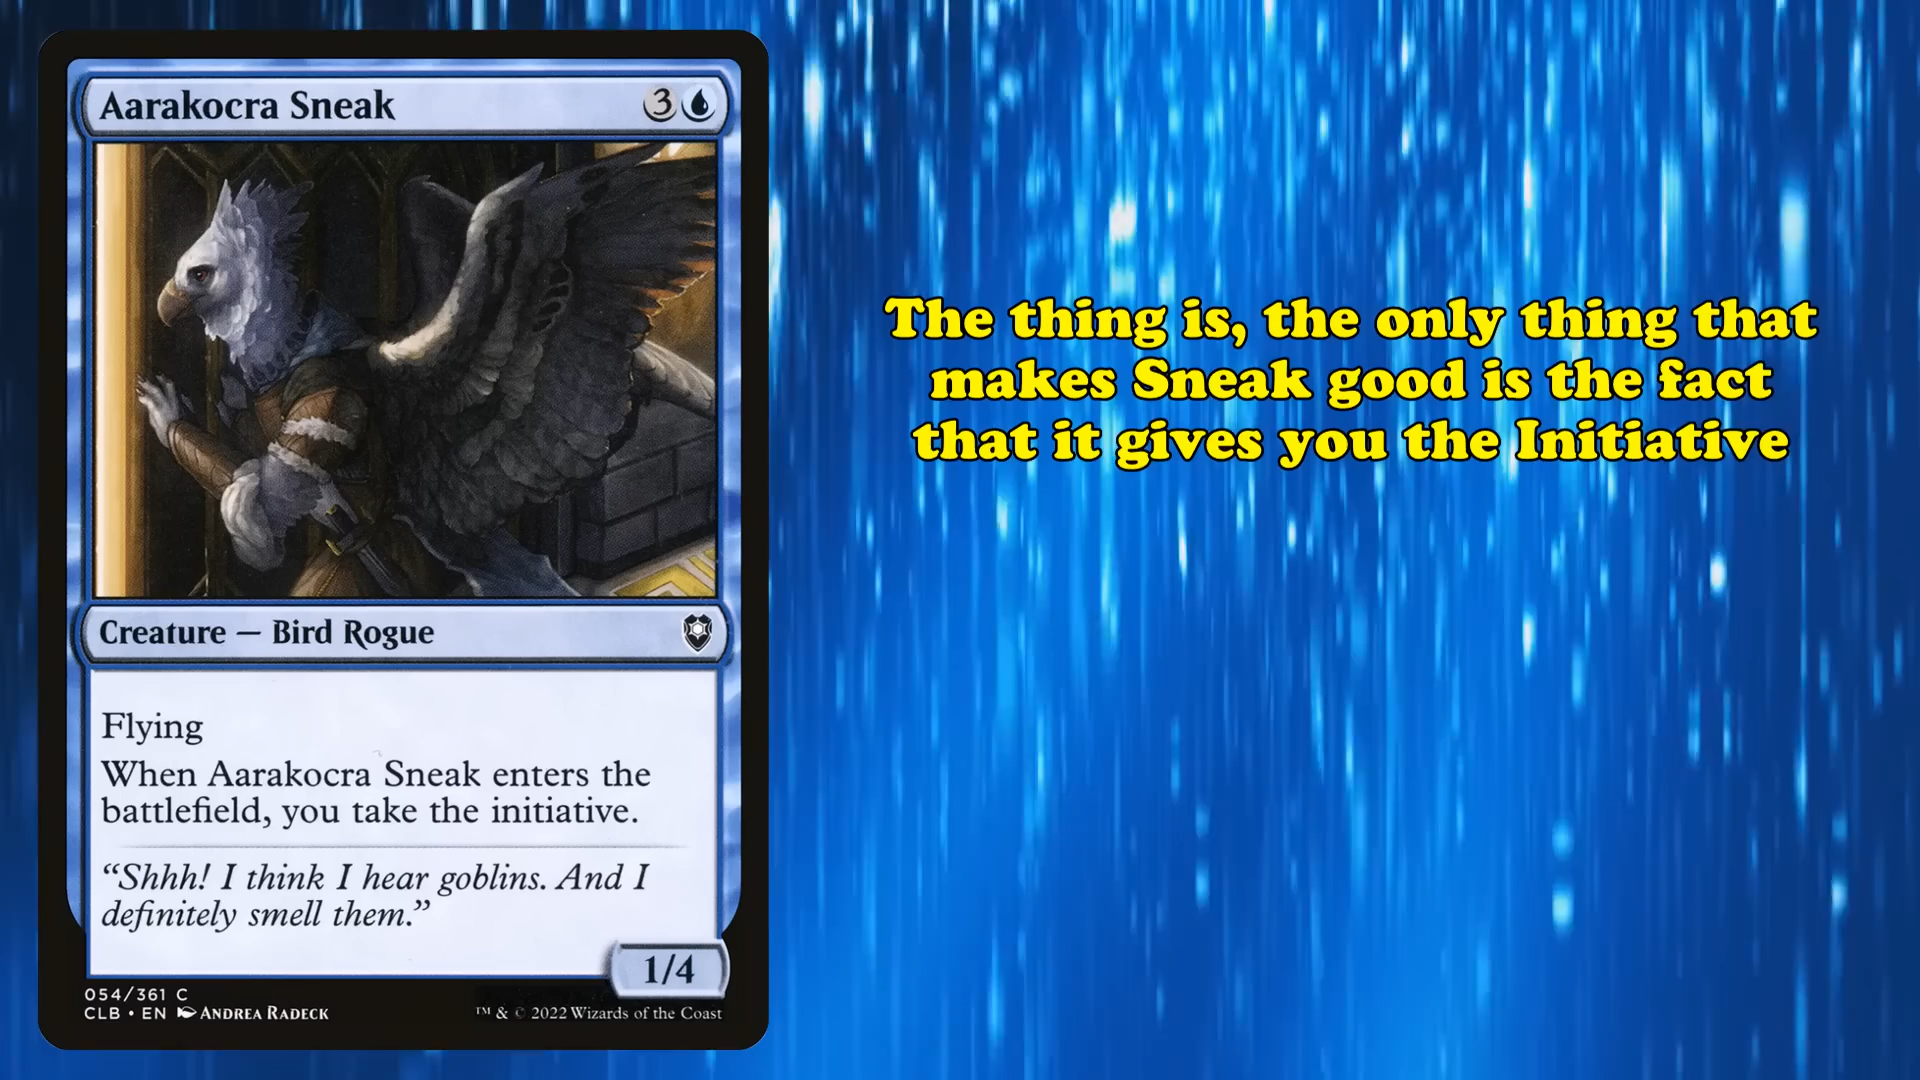 Aarakocra Sneak 3
The thing is, the only thing that
makes Sneak good is the fact
that it gives you the Initiative
Creature — Bird Rogue
Flying
When Aarakocra Sneak enters the
battlefield, you take the initiative.
“Shhh! I think I hear goblins. And I
definitely smell them.”
1/4
054/361 C
CLB • EN ANDREA RADECK
™ & © 2022 Wizards of the Coast